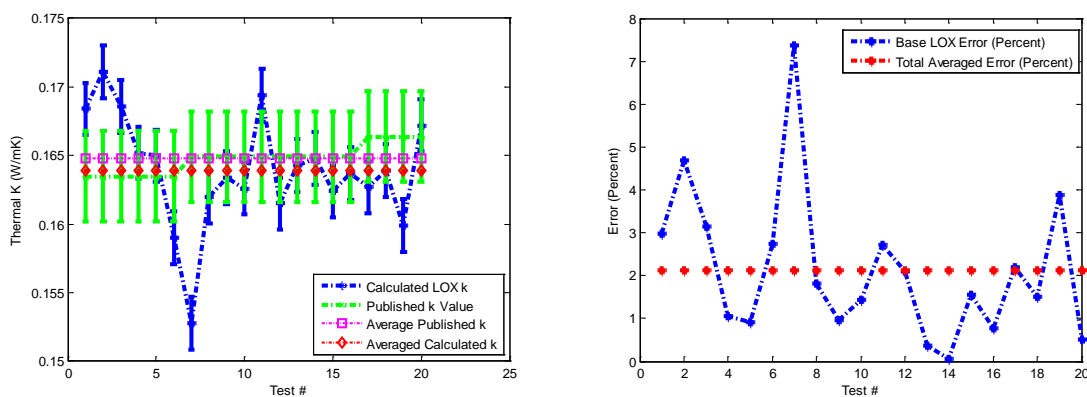 0.175
0.17
0.165
0.16
0.155
0.15
Thermal K (W/mK)
0 5 10 15 20 25
Test #
Calculated LOX k
Published k Value
Average Published k
Averaged Calculated k
8
7
6
5
4
3
2
1
0
Error (Percent)
0 2 4 6 8 10 12 14 16 18 20
Test #
Base LOX Error (Percent)
Total Averaged Error (Percent)